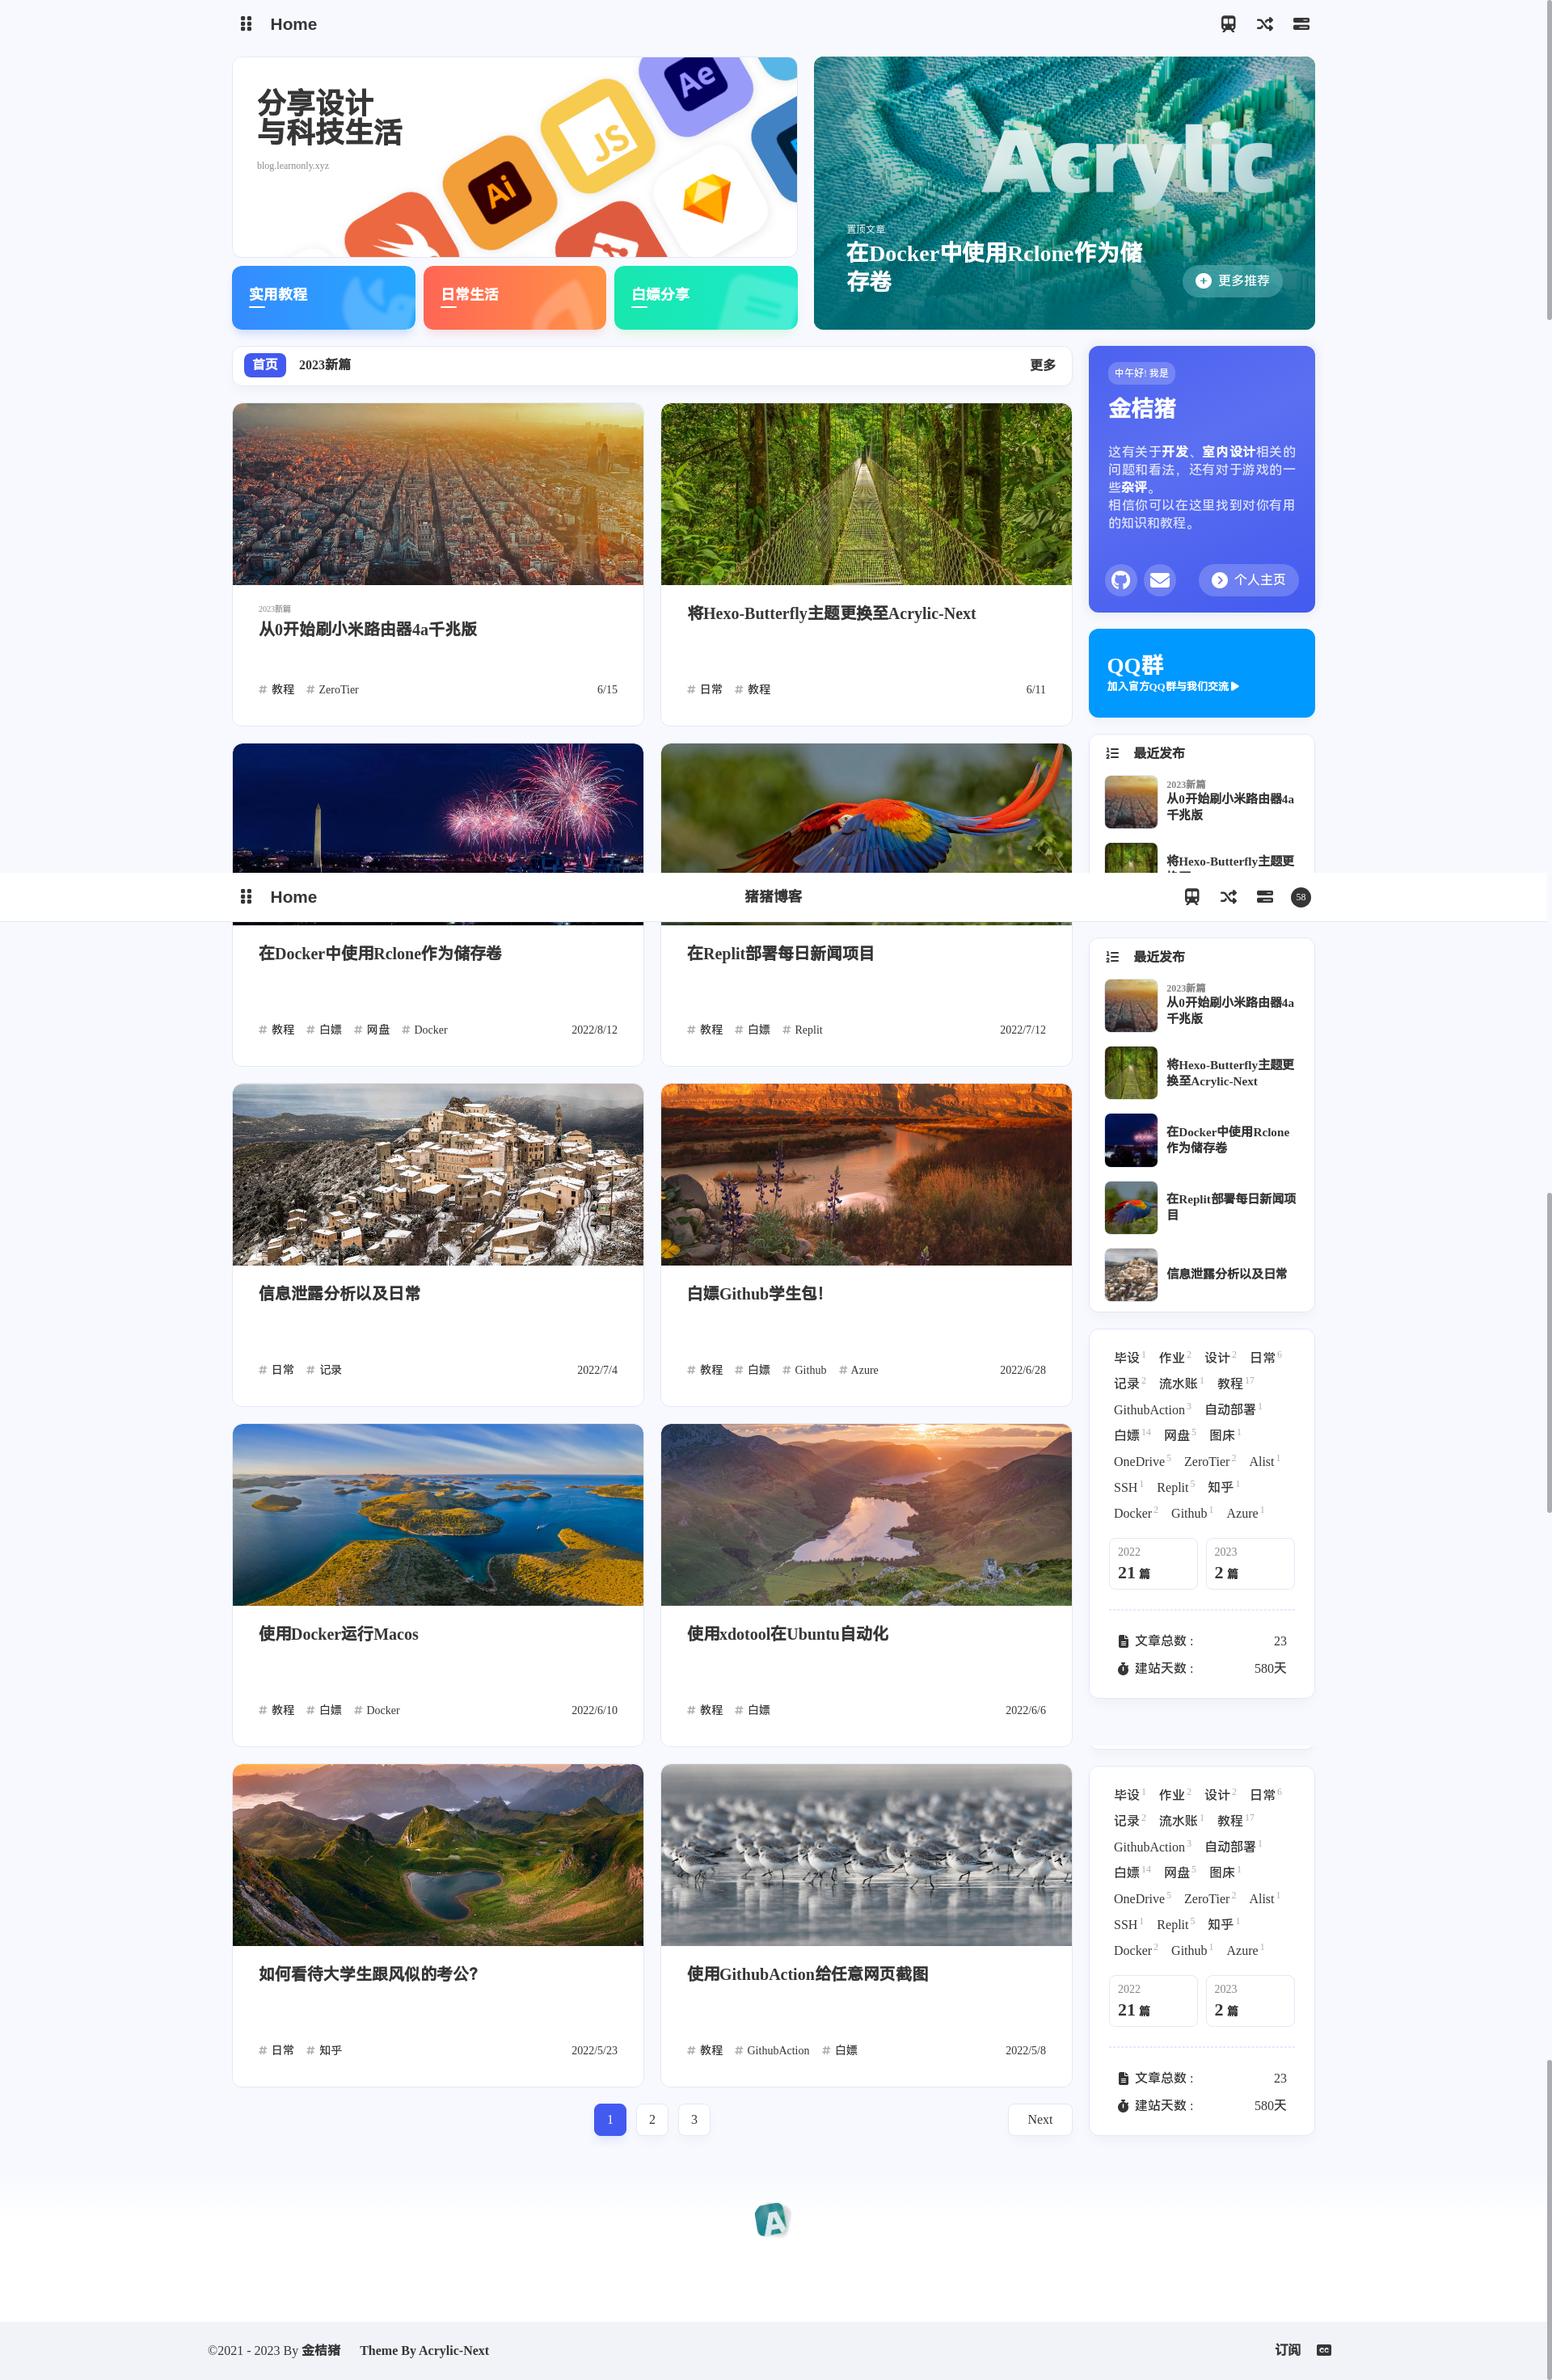 Home
分享设计
与科技生活
blog.learnonly.xyz
Ae
JS
Ai
实用教程
日常生活
白嫖分享
Acrylic
置顶文章
在Docker中使用Rclone作为储
存卷
更多推荐
首页 2023新篇 更多
2023新篇
从0开始刷小米路由器4a千兆版
# 教程 # ZeroTier 6/15
将Hexo-Butterfly主题更换至Acrylic-Next
# 日常 # 教程 6/11
中午好! 我是
金桔猪
这有关于开发、室内设计相关的
问题和看法，还有对于游戏的一
些杂评。
相信你可以在这里找到对你有用
的知识和教程。
个人主页
QQ群
加入官方QQ群与我们交流
最近发布
2023新篇
从0开始刷小米路由器4a
千兆版
将Hexo-Butterfly主题更
Home 猪猪博客 58
在Docker中使用Rclone作为储存卷
# 教程 # 白嫖 # 网盘 # Docker 2022/8/12
在Replit部署每日新闻项目
# 教程 # 白嫖 # Replit 2022/7/12
信息泄露分析以及日常
# 日常 # 记录 2022/7/4
白嫖Github学生包！
# 教程 # 白嫖 # Github # Azure 2022/6/28
使用Docker运行Macos
# 教程 # 白嫖 # Docker 2022/6/10
使用xdotool在Ubuntu自动化
# 教程 # 白嫖 2022/6/6
如何看待大学生跟风似的考公？
# 日常 # 知乎 2022/5/23
使用GithubAction给任意网页截图
# 教程 # GithubAction # 白嫖 2022/5/8
最近发布
2023新篇
从0开始刷小米路由器4a
千兆版
将Hexo-Butterfly主题更
换至Acrylic-Next
在Docker中使用Rclone
作为储存卷
在Replit部署每日新闻项
目
信息泄露分析以及日常
毕设 1 作业 2 设计 2 日常 6
记录 2 流水账 1 教程 17
GithubAction 3 自动部署 1
白嫖 14 网盘 5 图床 1
OneDrive 5 ZeroTier 2 Alist 1
SSH 1 Replit 5 知乎 1
Docker 2 Github 1 Azure 1
2022 2023
21 篇 2 篇
文章总数 : 23
建站天数 : 580天
毕设 1 作业 2 设计 2 日常 6
记录 2 流水账 1 教程 17
GithubAction 3 自动部署 1
白嫖 14 网盘 5 图床 1
OneDrive 5 ZeroTier 2 Alist 1
SSH 1 Replit 5 知乎 1
Docker 2 Github 1 Azure 1
2022 2023
21 篇 2 篇
文章总数 : 23
建站天数 : 580天
1 2 3 Next
A
©2021 - 2023 By 金桔猪 Theme By Acrylic-Next 订阅 CC